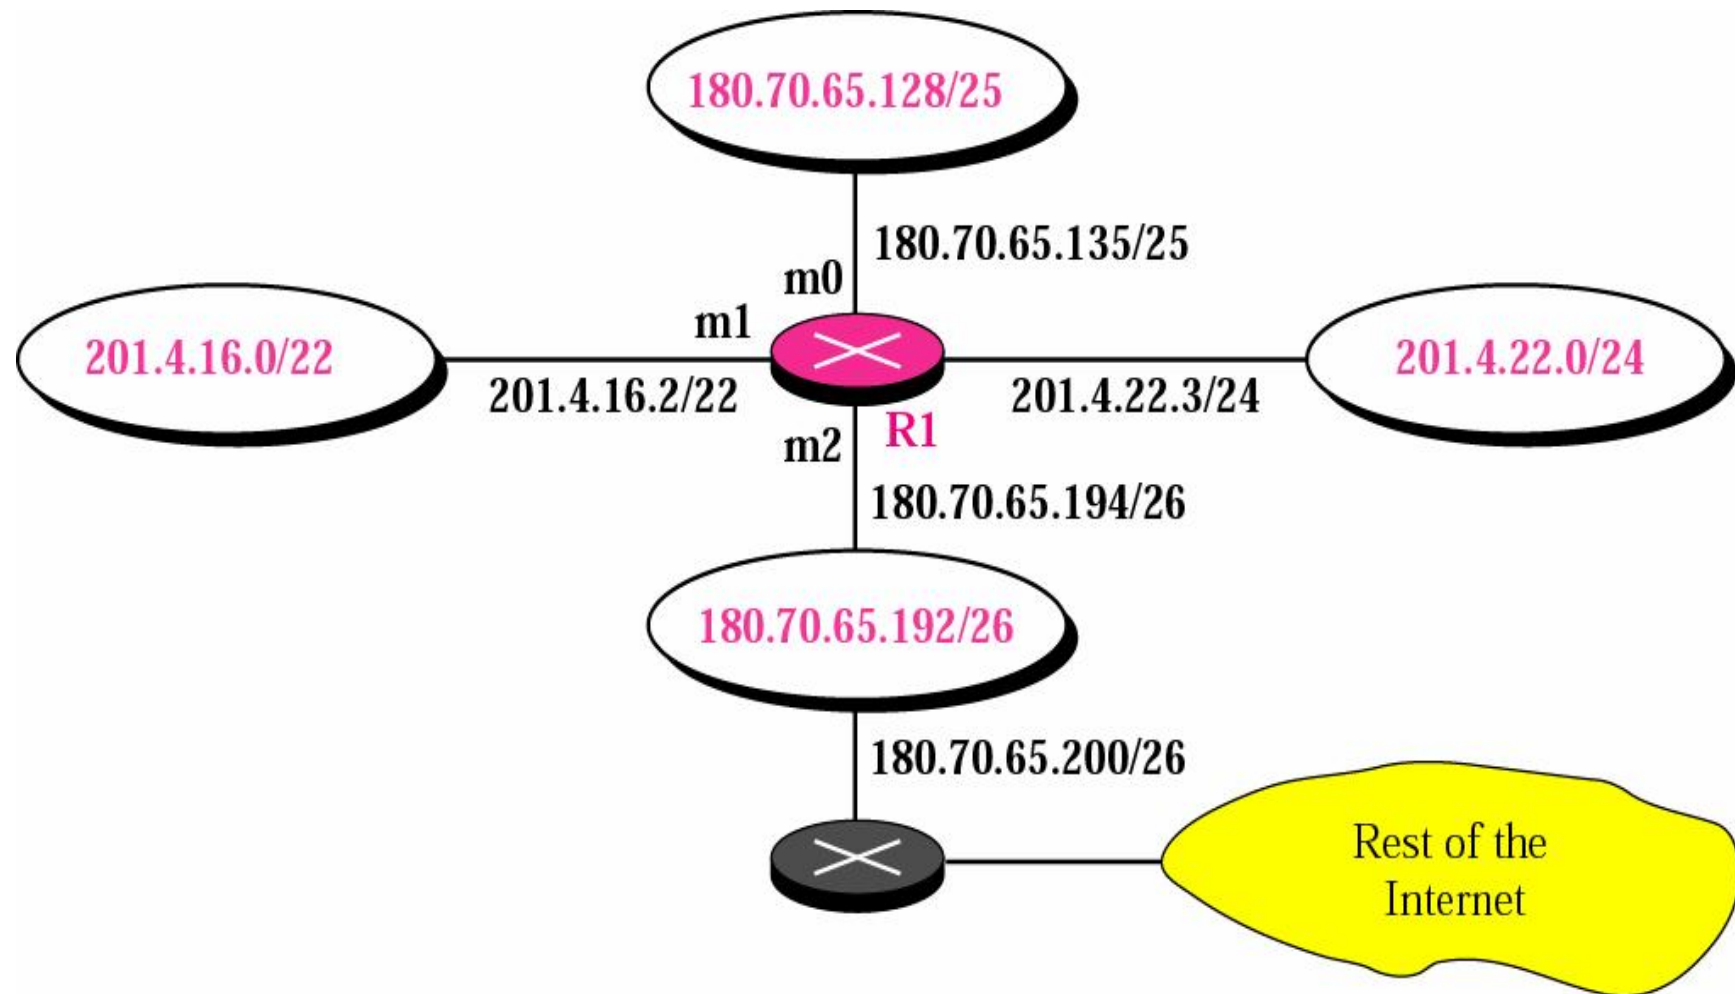 180.70.65.128/25
180.70.65.135/25
m0
m1
201.4.16.0/22
201.4.16.2/22
201.4.22.3/24
201.4.22.0/24
R1
m2
180.70.65.194/26
180.70.65.192/26
180.70.65.200/26
Rest of the
Internet